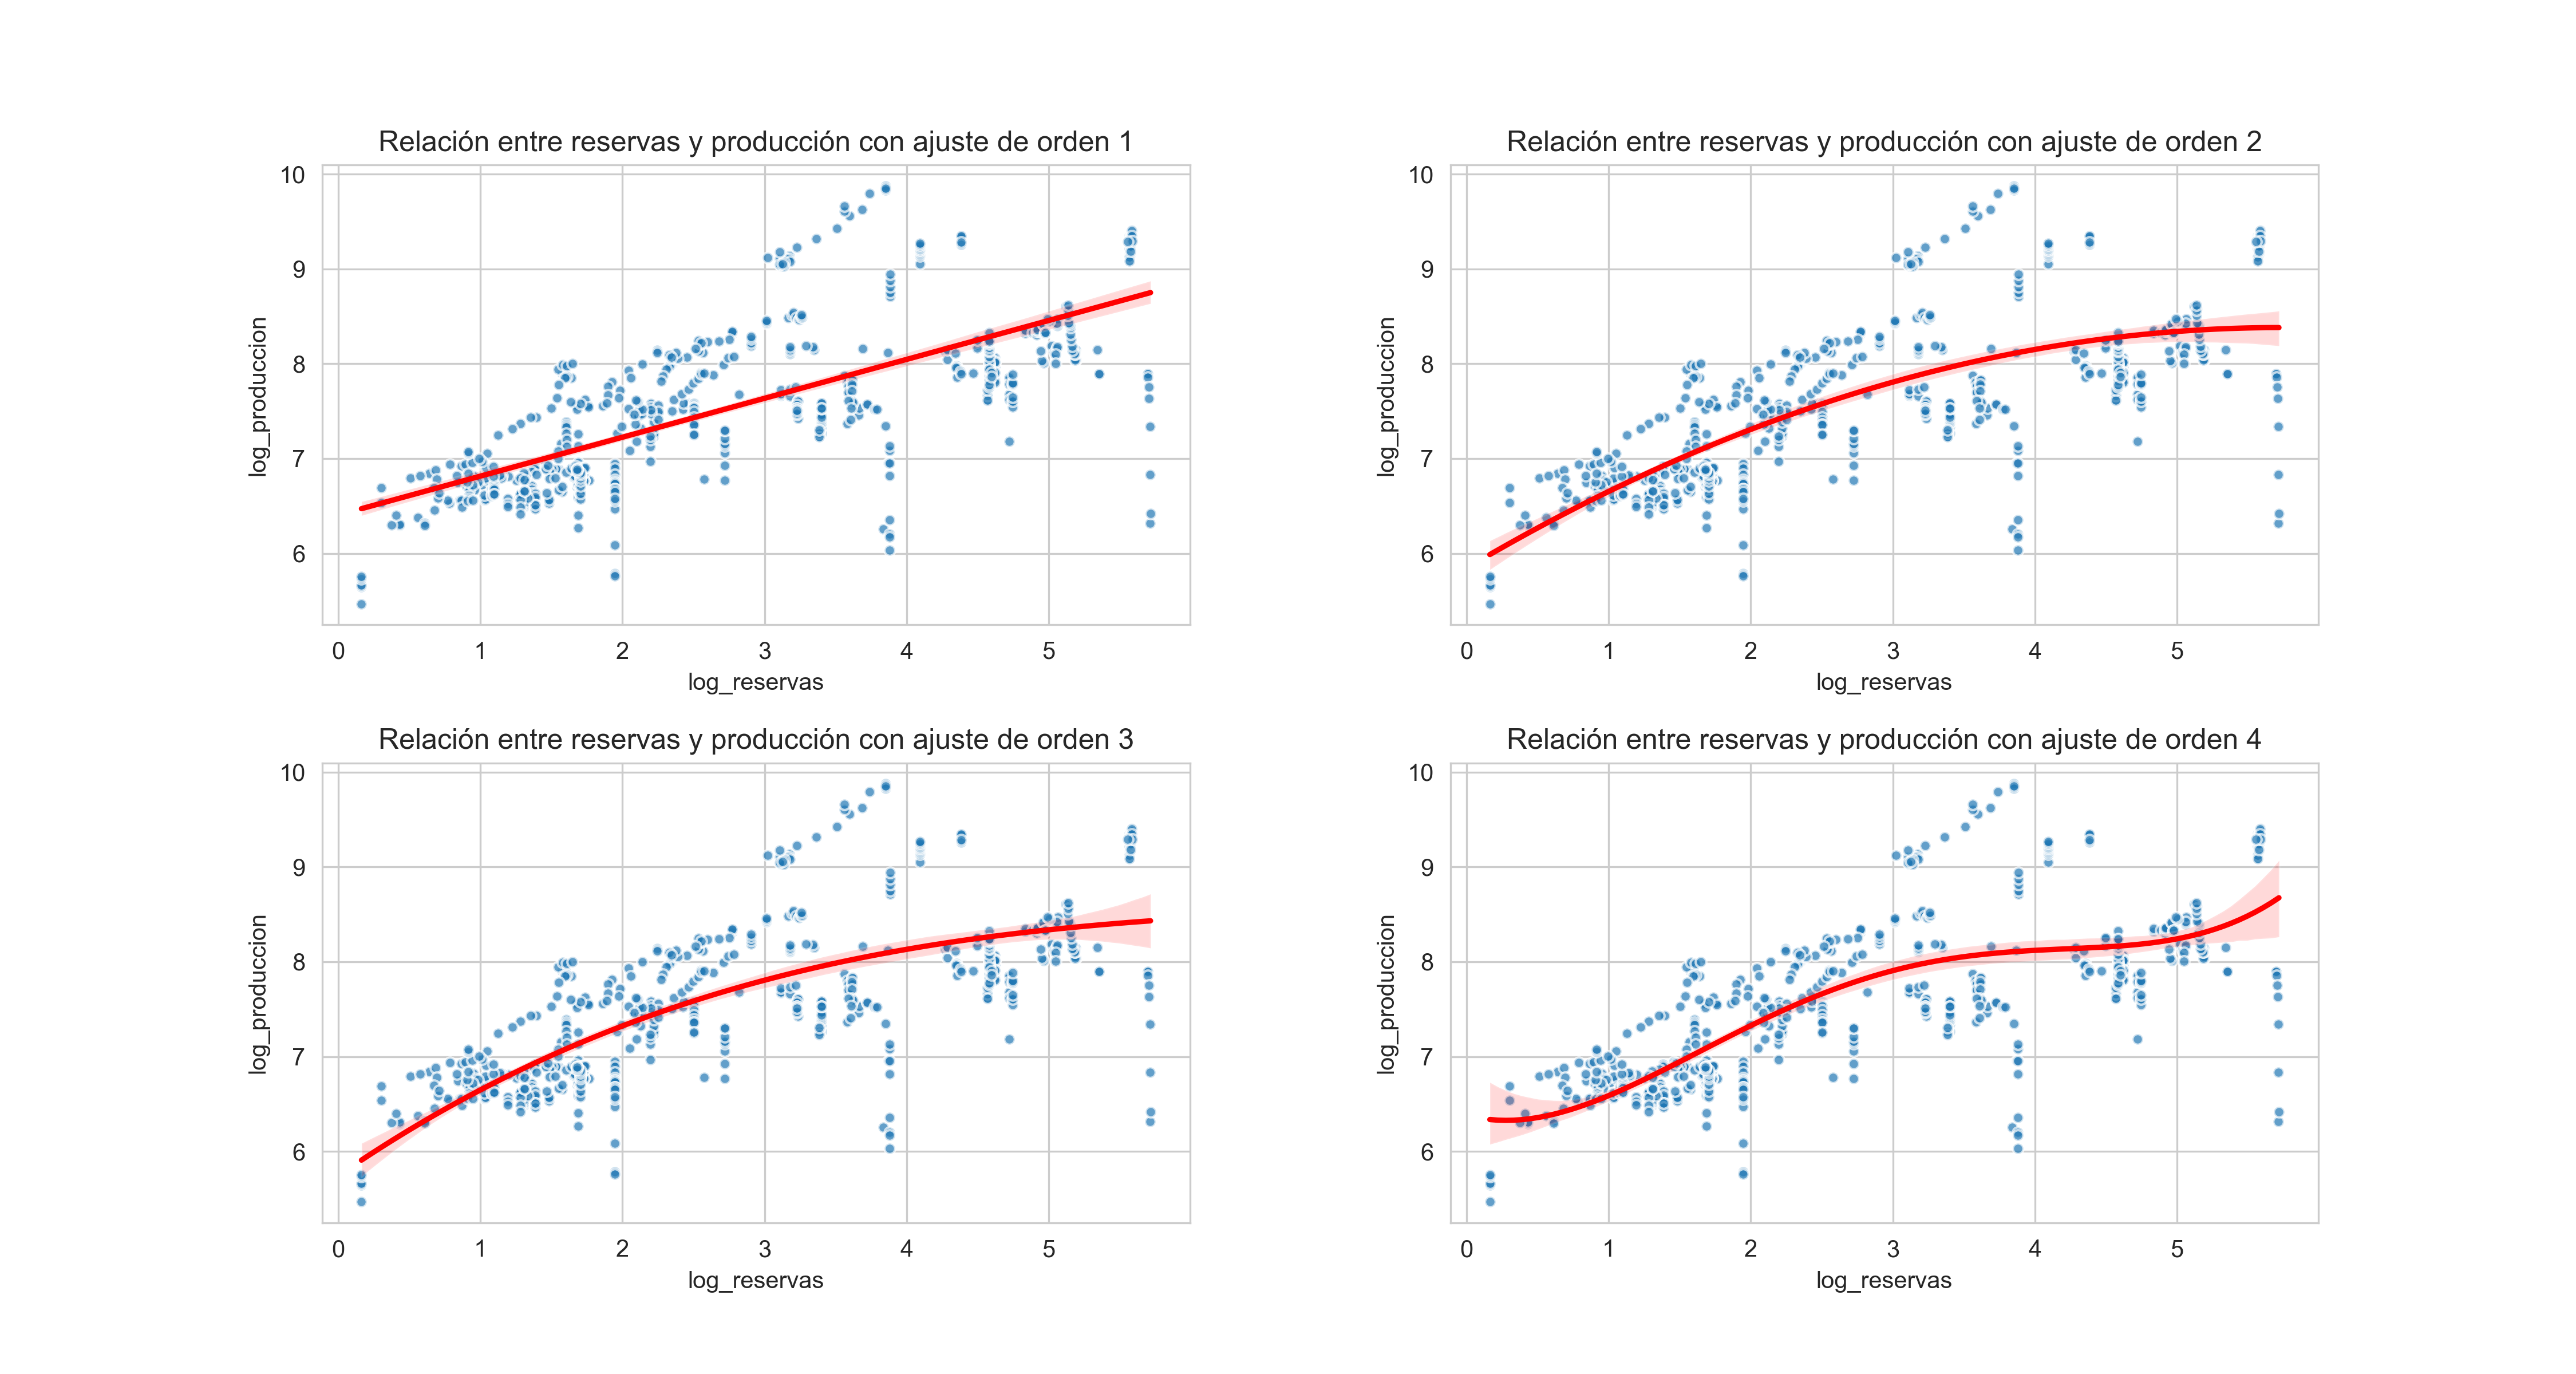 Relación entre reservas y producción con ajuste de orden 1
10
9
8
7
6
log_produccion
0 1 2 3 4 5
log_reservas
Relación entre reservas y producción con ajuste de orden 2
10
9
8
7
6
log_produccion
0 1 2 3 4 5
log_reservas
Relación entre reservas y producción con ajuste de orden 3
10
9
8
7
6
log_produccion
0 1 2 3 4 5
log_reservas
Relación entre reservas y producción con ajuste de orden 4
10
9
8
7
6
log_produccion
0 1 2 3 4 5
log_reservas